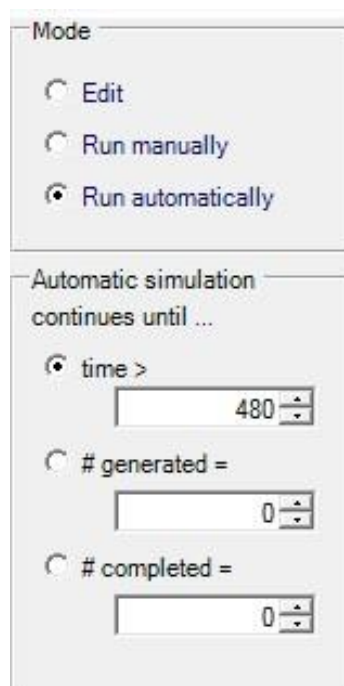 Mode
Edit
Run manually
Run automatically
Automatic simulation
continues until ...
time >
480
# generated =
0
# completed =
0